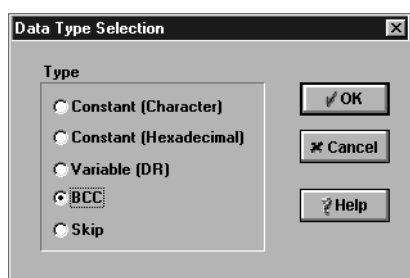 Data Type Selection
Type
Constant (Character)
Constant (Hexadecimal)
Variable (DR)
BCC
Skip
OK
Cancel
Help